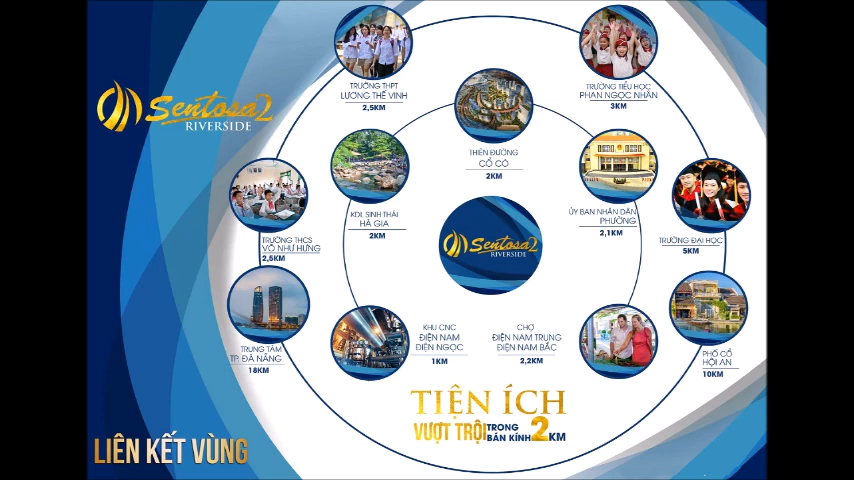 Sentosa2
RIVERSIDE
TRƯỜNG THPT
LƯƠNG THẾ VINH
2,5KM
TRƯỜNG TIỂU HỌC
PHAN NGỌC NHÂN
3KM
THIÊN ĐƯỜNG
CỔ CÒ
2KM
KDL SINH THÁI
HÀ GIA
2KM
ỦY BAN NHÂN DÂN
PHƯỜNG
2,1KM
TRƯỜNG THCS
VÕ NHƯ HƯNG
2,5KM
Sentosa2
RIVERSIDE
TRƯỜNG ĐẠI HỌC
5KM
TRUNG TÂM
TP. ĐÀ NẴNG
18KM
KHU CNC
ĐIỆN NAM
ĐIỆN NGỌC
1KM
CHỢ
ĐIỆN NAM TRUNG
ĐIỆN NAM BẮC
2,2KM
PHỐ CỔ
HỘI AN
10KM
TIỆN ÍCH
VƯỢT TRỘI TRONG BÁN KÍNH 2 KM
LIÊN KẾT VÙNG